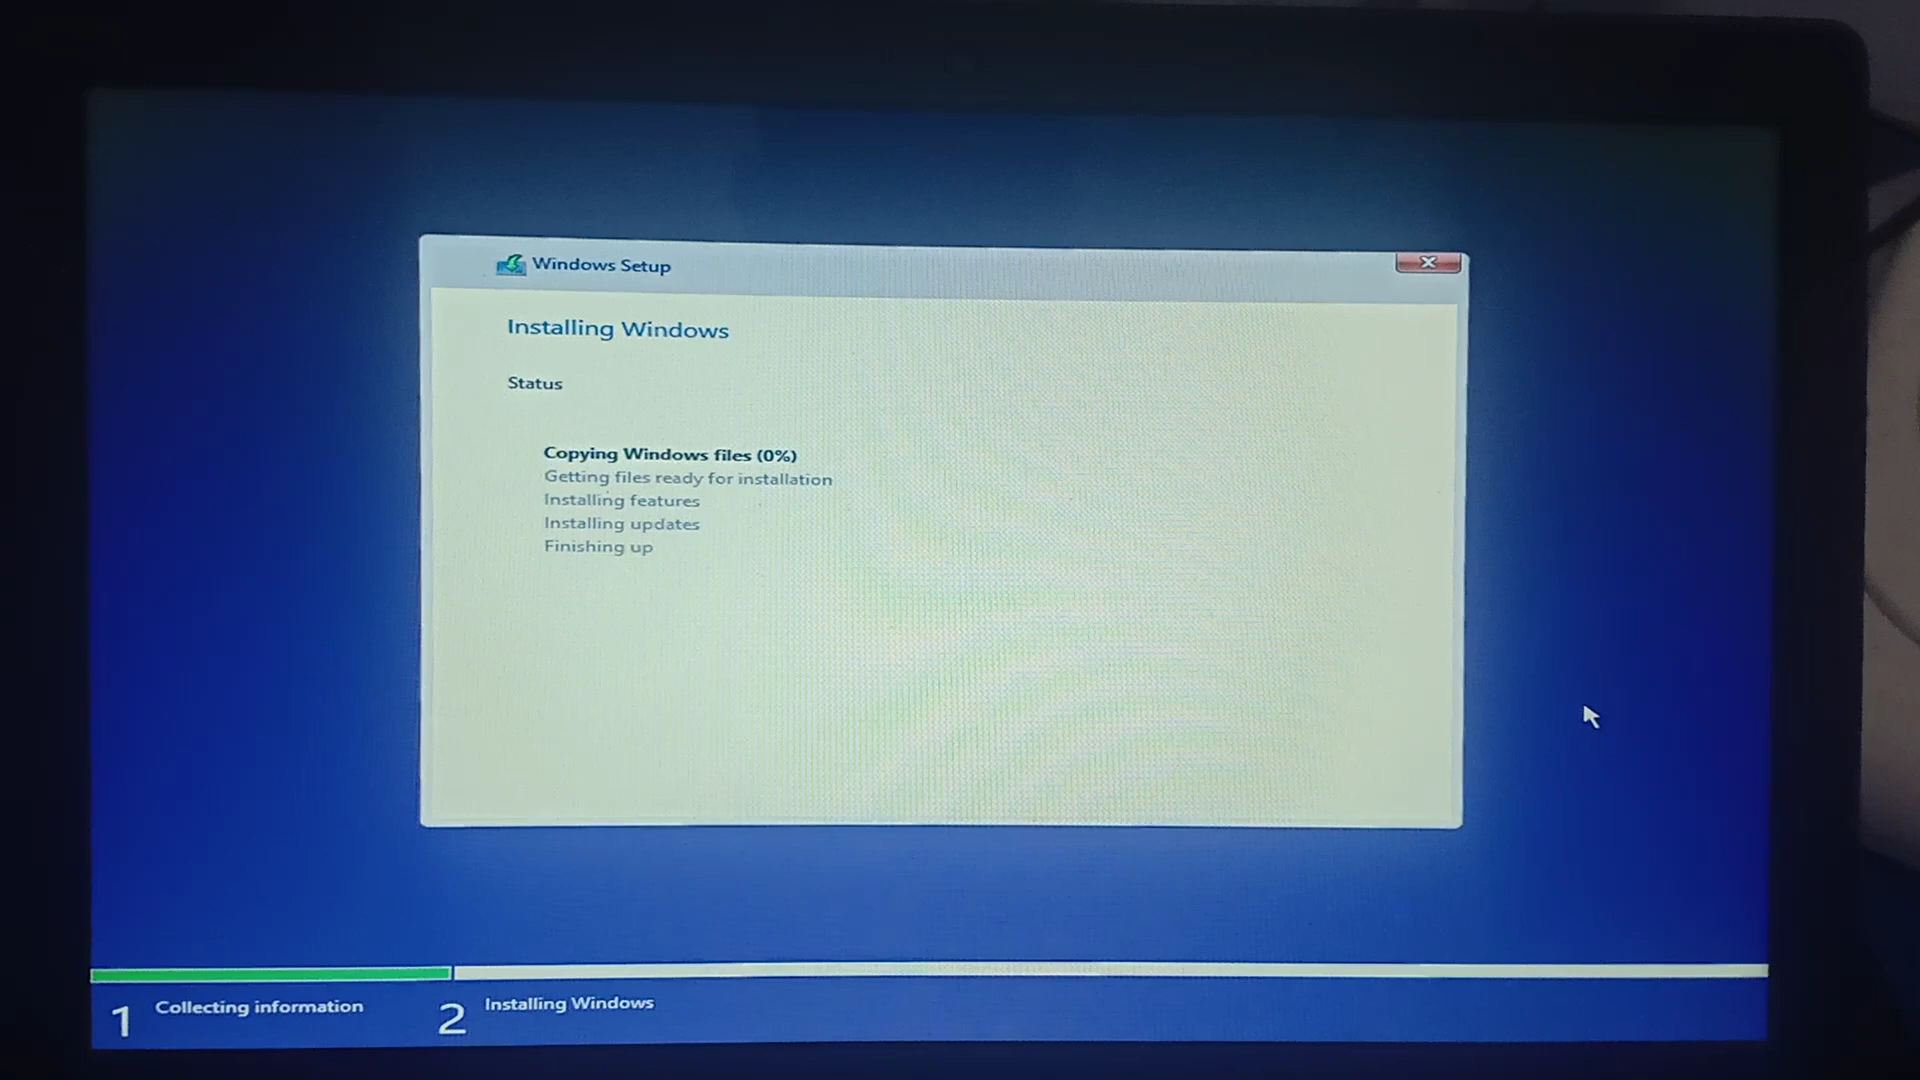 Windows Setup
Installing Windows
Status
Copying Windows files (0%)
Getting files ready for installation
Installing features
Installing updates
Finishing up
1 Collecting information
2 Installing Windows